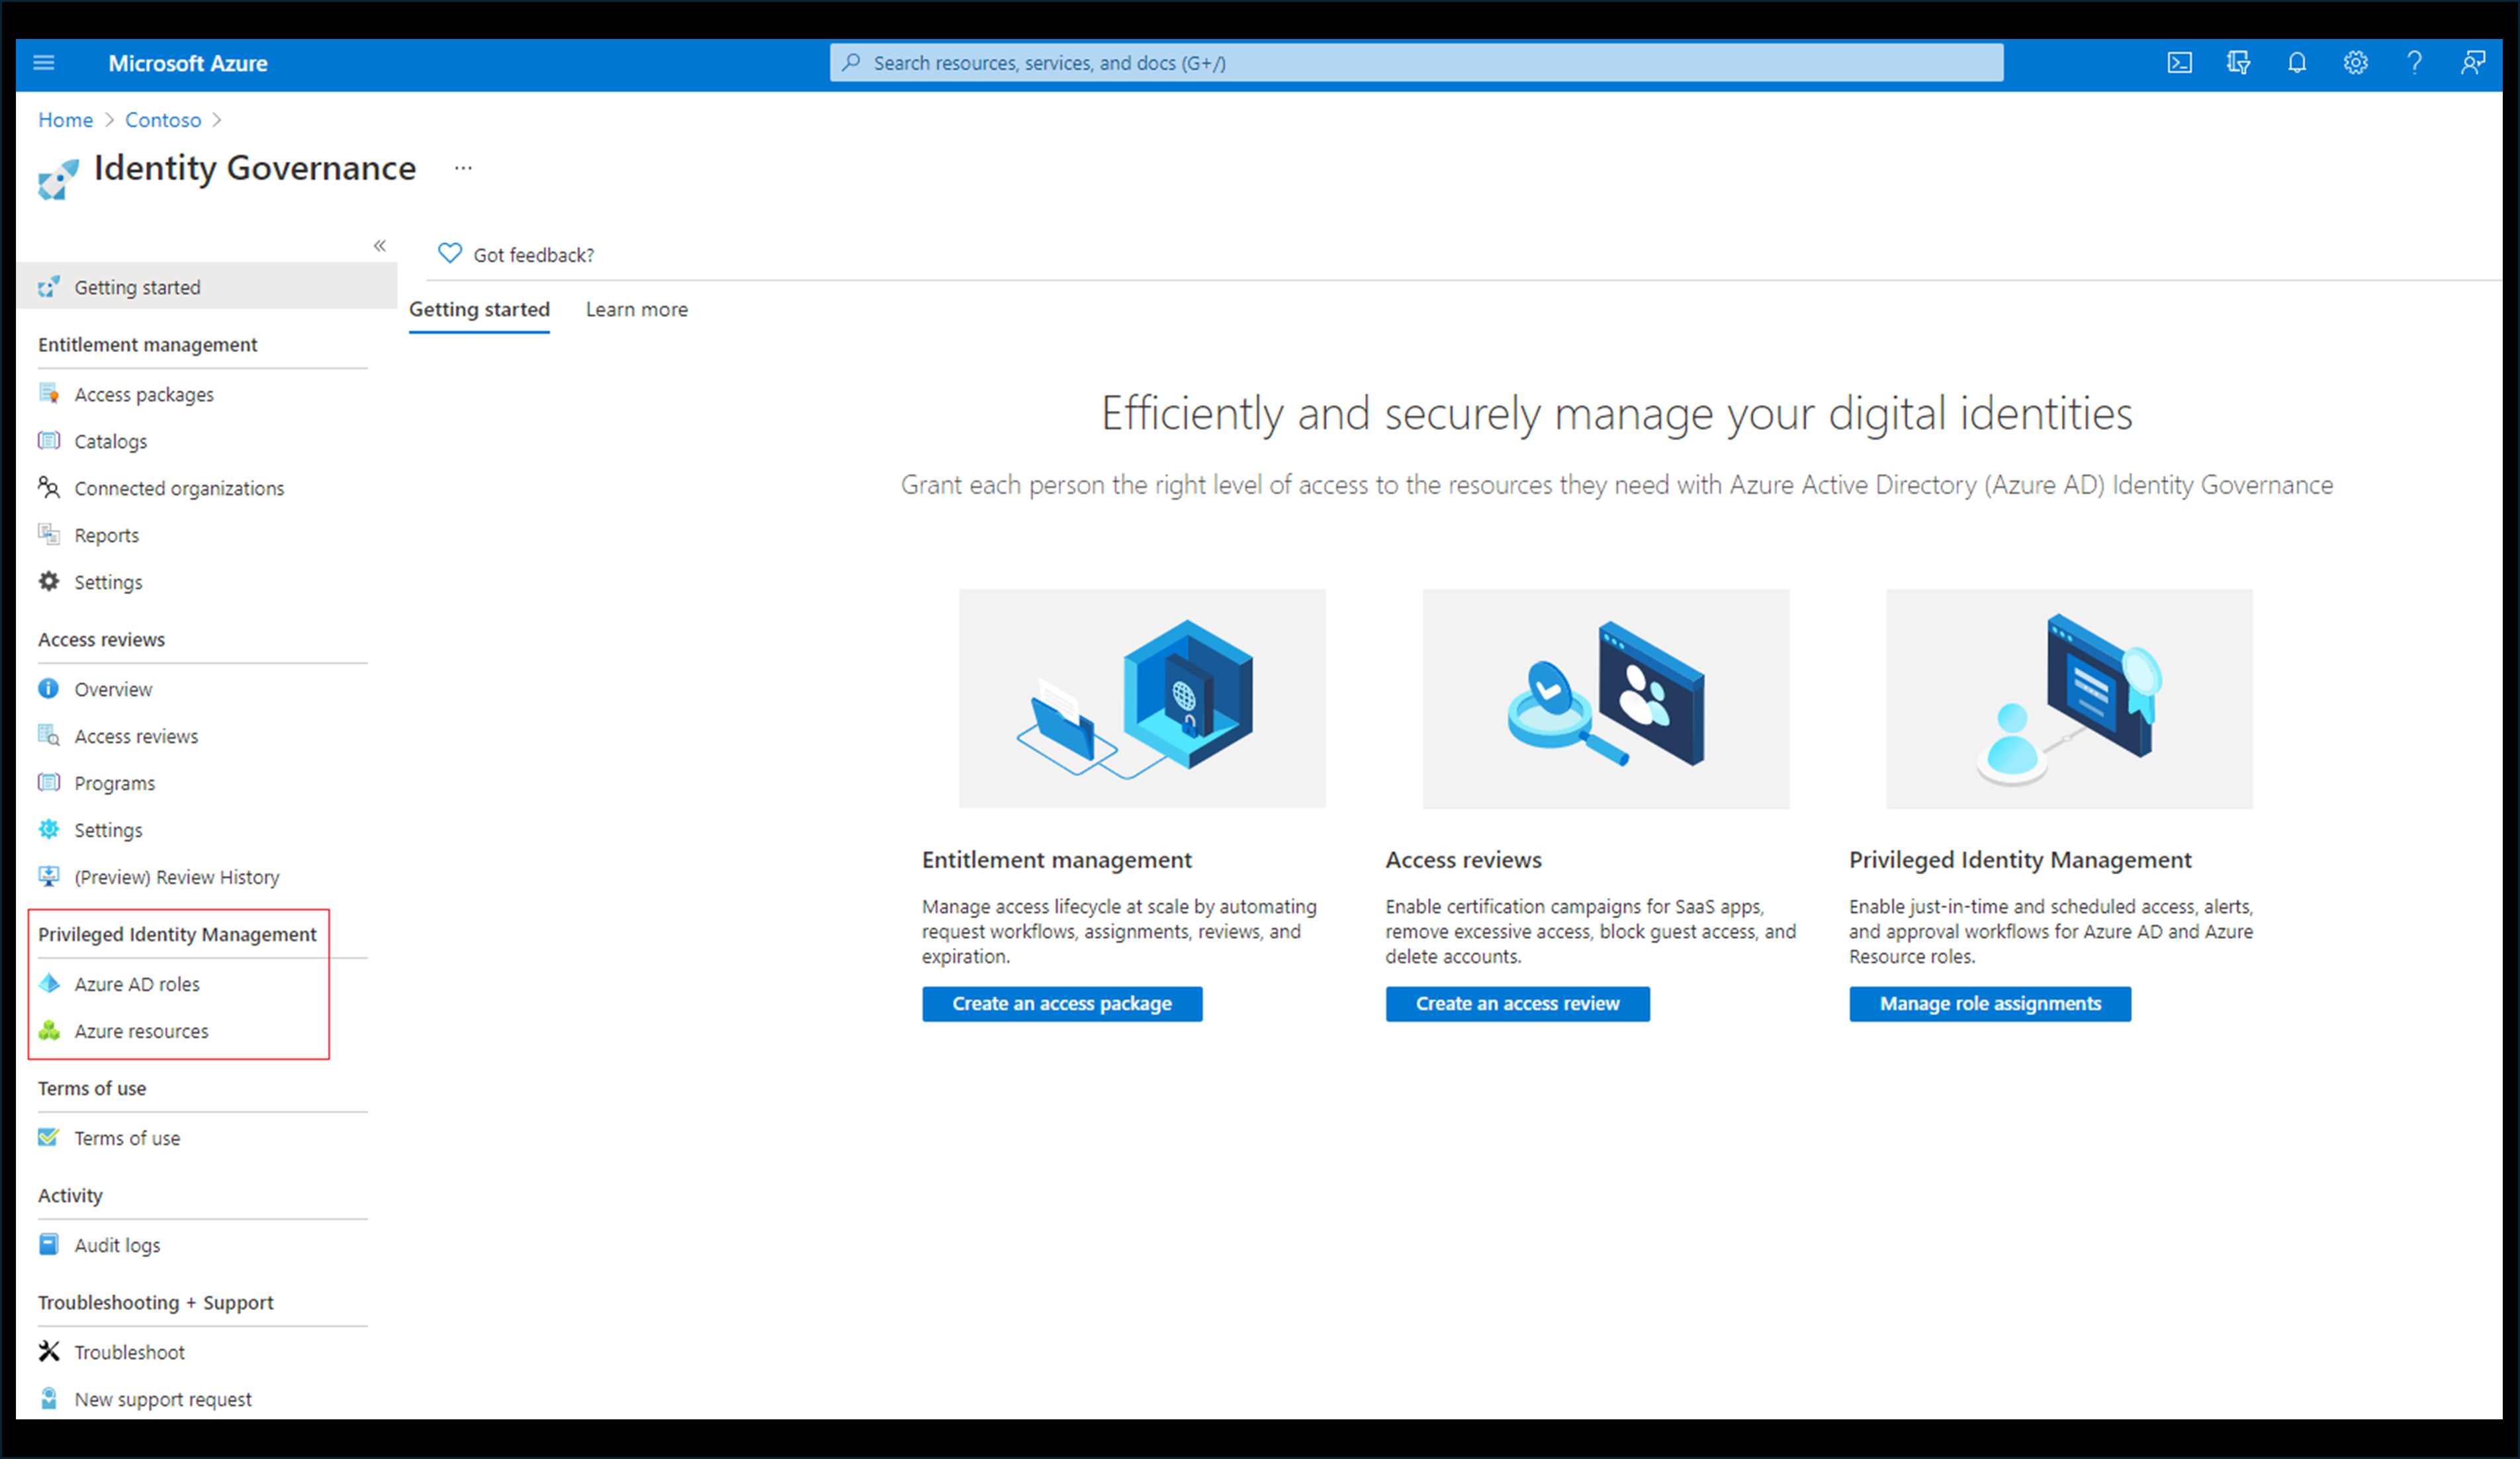 Microsoft Azure
Search resources, services, and docs (G+/)
Home > Contoso >
Identity Governance ...
Got feedback?
Getting started
Entitlement management
Access packages
Catalogs
Connected organizations
Reports
Settings
Access reviews
Overview
Access reviews
Programs
Settings
(Preview) Review History
Privileged Identity Management
Azure AD roles
Azure resources
Terms of use
Terms of use
Activity
Audit logs
Troubleshooting + Support
Troubleshoot
New support request
Getting started Learn more
Efficiently and securely manage your digital identities
Grant each person the right level of access to the resources they need with Azure Active Directory (Azure AD) Identity Governance
Entitlement management
Manage access lifecycle at scale by automating
request workflows, assignments, reviews, and
expiration.
Create an access package
Access reviews
Enable certification campaigns for SaaS apps,
remove excessive access, block guest access, and
delete accounts.
Create an access review
Privileged Identity Management
Enable just-in-time and scheduled access, alerts,
and approval workflows for Azure AD and Azure
Resource roles.
Manage role assignments